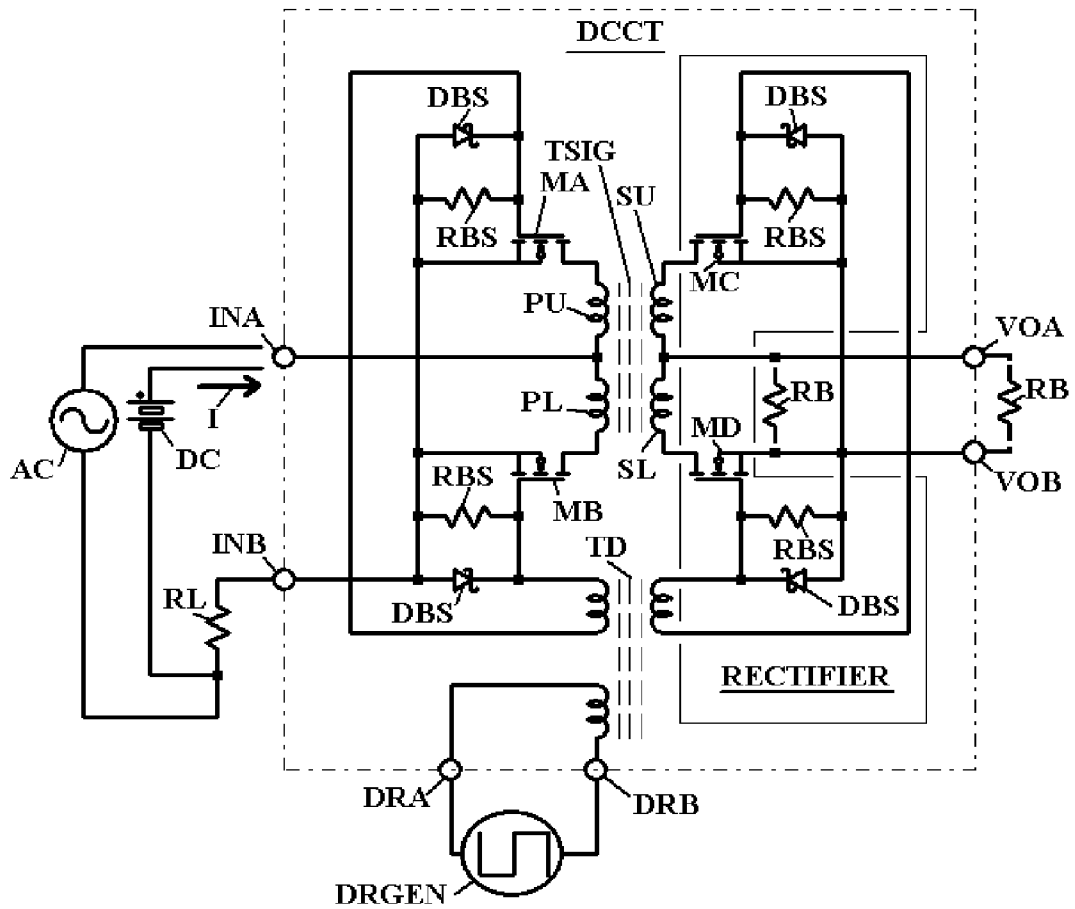 DCCT
DBS
DBS
TSIG
MA
SU
RBS
RBS
MC
PU
INA
VOA
I
PL
RB
RB
MD
AC
DC
SL
VOB
RBS
MB
INB
TD
RBS
RL
DBS
DBS
RECTIFIER
DRA
DRB
DRGEN